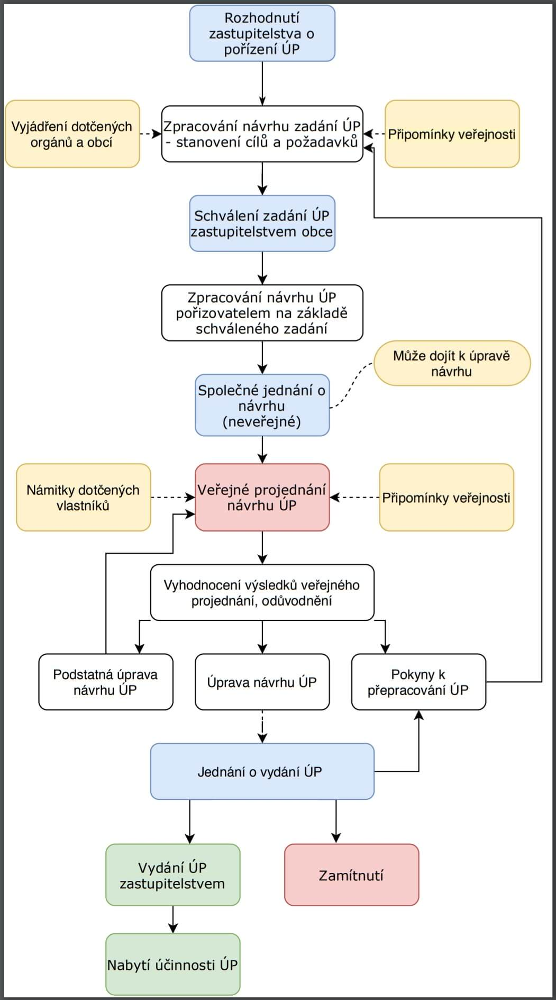 Rozhodnutí
zastupitelstva o
pořízení ÚP
Vyjádření dotčených
orgánů a obcí
Zpracování návrhu zadání ÚP
- stanovení cílů a požadavků
Připomínky veřejnosti
Schválení zadání ÚP
zastupitelstvem obce
Zpracování návrhu ÚP
pořizovatelem na základě
schváleného zadání
Může dojít k úpravě
návrhu
Společné jednání o
návrhu
(neveřejné)
Námitky dotčených
vlastníků
Veřejné projednání
návrhu ÚP
Připomínky veřejnosti
Vyhodnocení výsledků veřejného
projednání, odůvodnění
Podstatná úprava
návrhu ÚP
Úprava návrhu ÚP
Pokyny k
přepracování ÚP
Jednání o vydání ÚP
Vydání ÚP
zastupitelstvem
Zamítnutí
Nabytí účinnosti ÚP